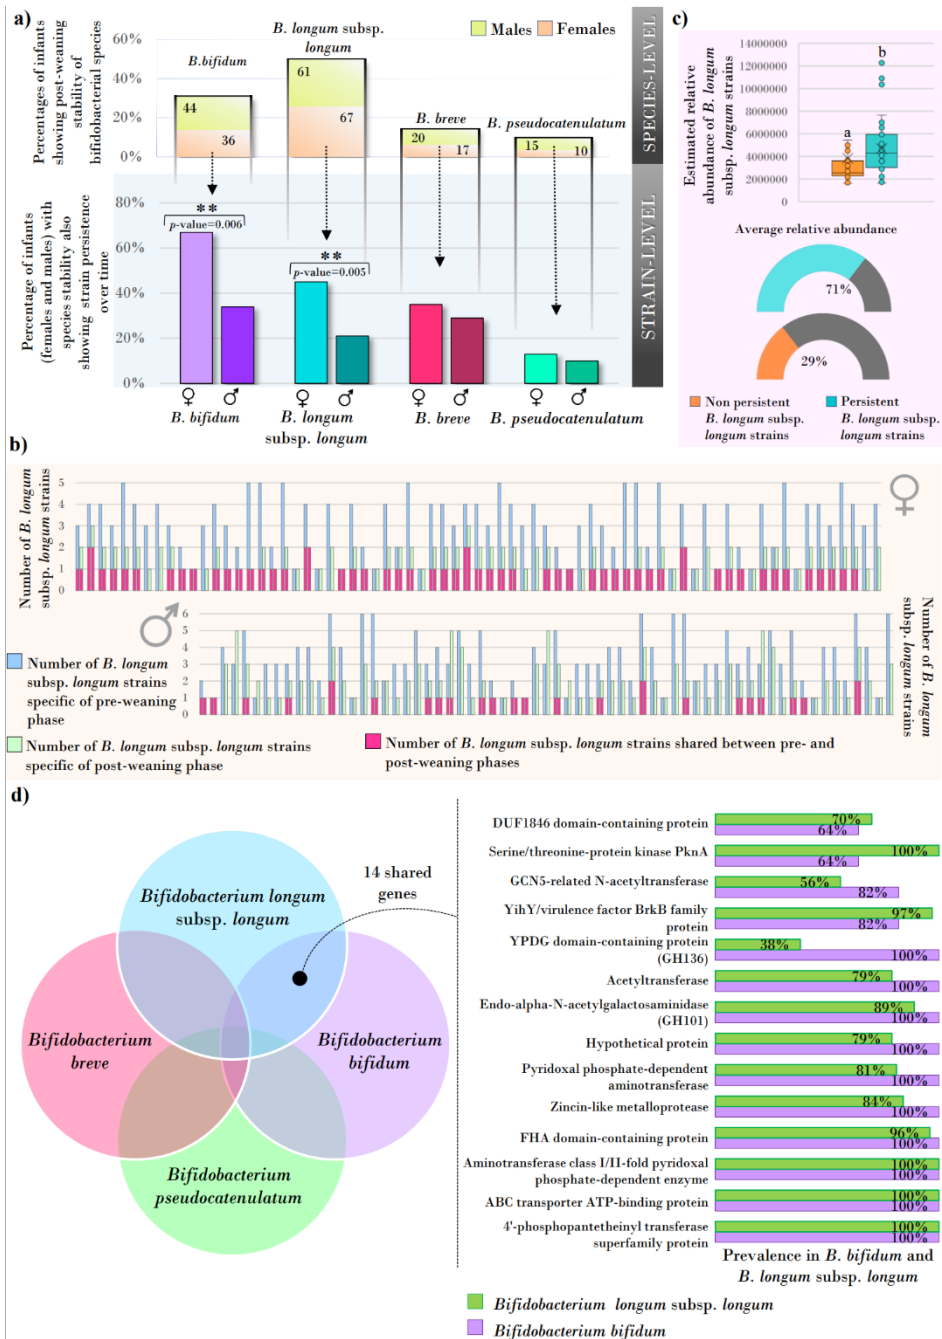 a)
Percentages of infants
showing post-weaning
stability of
bifidobacterial species
60%
40%
20%
0%
B.bifidum
B. longum subsp.
longum
B. breve
B. pseudocatenulatum
Males
Females
44
36
61
67
20
17
15
10
SPECIES-LEVEL
Percentage of infants
(females and males) with
species stability also
showing strain persistence
over time
80%
60%
40%
20%
0%
**
p-value=0.006
**
p-value=0.005
♀ ♂
♀ ♂
♀ ♂
♀ ♂
B. bifidum
B. longum
subsp. longum
B. breve
B. pseudocatenulatum
STRAIN-LEVEL
c)
Estimated relative
abundance of B. longum
subsp. longum strains
14000000
12000000
10000000
8000000
6000000
4000000
2000000
0
a
b
Average relative abundance
71%
29%
Non persistent
B. longum subsp.
longum strains
Persistent
B. longum subsp.
longum strains
b)
Number of B. longum
subsp. longum strains
5
4
3
2
1
0
♀
♂
6
5
4
3
2
1
0
Number of B. longum
subsp. longum strains
Number of B. longum
subsp. longum strains
specific of pre-weaning
phase
Number of B. longum subsp. longum strains
specific of post-weaning phase
Number of B. longum subsp. longum strains shared between pre- and
post-weaning phases
d)
Bifidobacterium longum
subsp. longum
Bifidobacterium
breve
Bifidobacterium
bifidum
Bifidobacterium
pseudocatenulatum
14 shared
genes
DUF1846 domain-containing protein
70%
64%
Serine/threonine-protein kinase PknA
100%
64%
GCN5-related N-acetyltransferase
56%
82%
YihY/virulence factor BrkB family
protein
97%
82%
YPDG domain-containing protein
(GH136)
38%
100%
Acetyltransferase
79%
100%
Endo-alpha-N-acetylgalactosaminidase
(GH101)
89%
100%
Hypothetical protein
79%
100%
Pyridoxal phosphate-dependent
aminotransferase
81%
100%
Zincin-like metalloprotease
84%
100%
FHA domain-containing protein
96%
100%
Aminotransferase class I/II-fold pyridoxal
phosphate-dependent enzyme
100%
100%
ABC transporter ATP-binding protein
100%
100%
4'-phosphopantetheinyl transferase
superfamily protein
100%
100%
Prevalence in B. bifidum and
B. longum subsp. longum
Bifidobacterium longum subsp. longum
Bifidobacterium bifidum